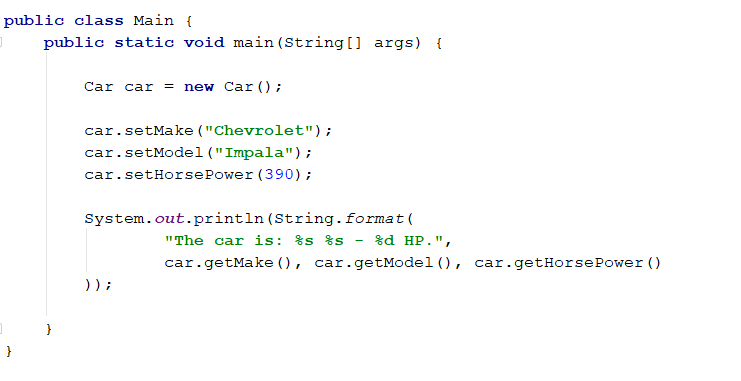 public class Main {
public static void main(String[] args) {
Car car = new Car();
car.setMake("Chevrolet");
car.setModel("Impala");
car.setHorsePower(390);
System.out.println(String.format(
"The car is: %s %s - %d HP.",
car.getMake(), car.getModel(), car.getHorsePower()
));
}
}